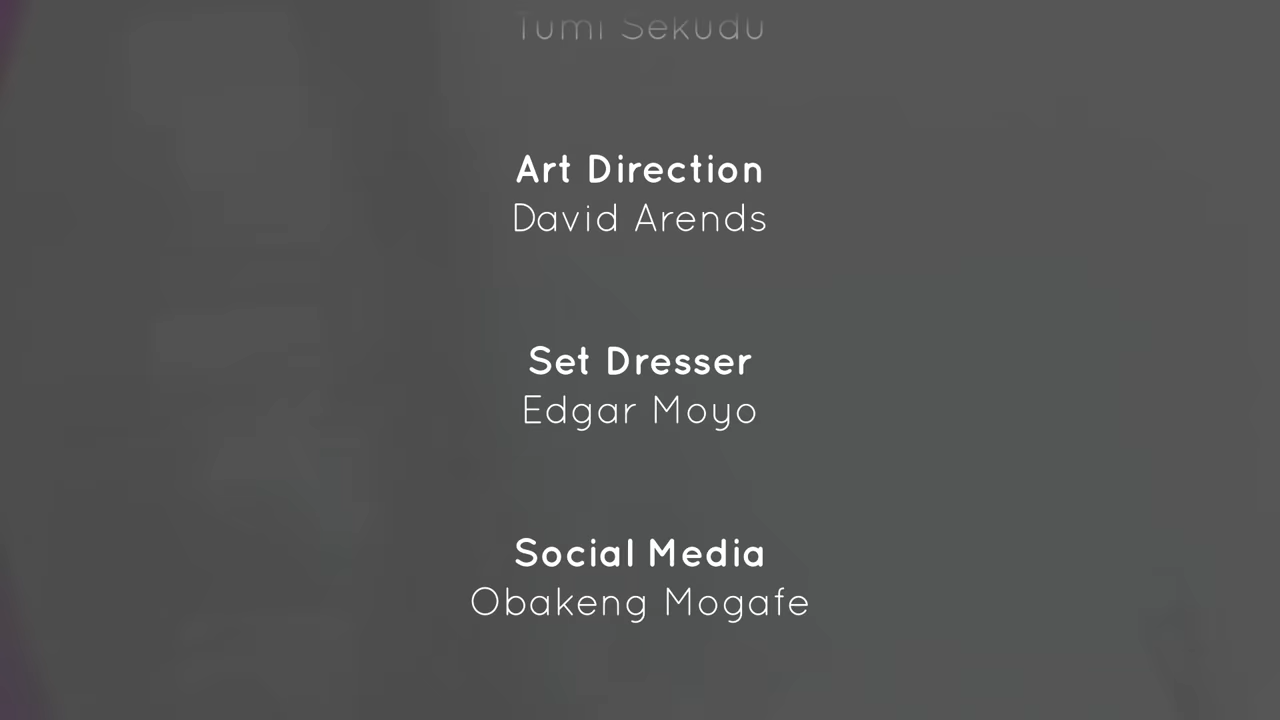 Tumi Sekudu
Art Direction
David Arends
Set Dresser
Edgar Moyo
Social Media
Obakeng Mogafe